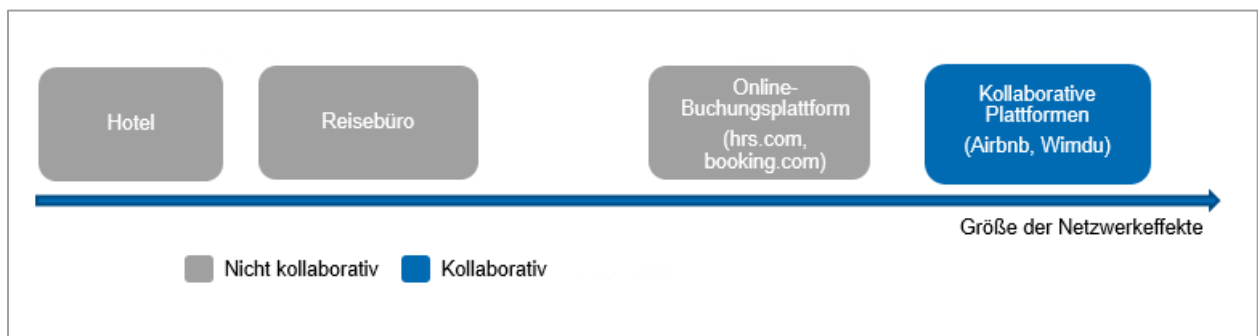 Hotel
Reisebüro
Online-
Buchungsplattform
(hrs.com,
booking.com)
Kollaborative
Plattformen
(Airbnb, Wimdu)
Größe der Netzwerkeffekte
Nicht kollaborativ
Kollaborativ